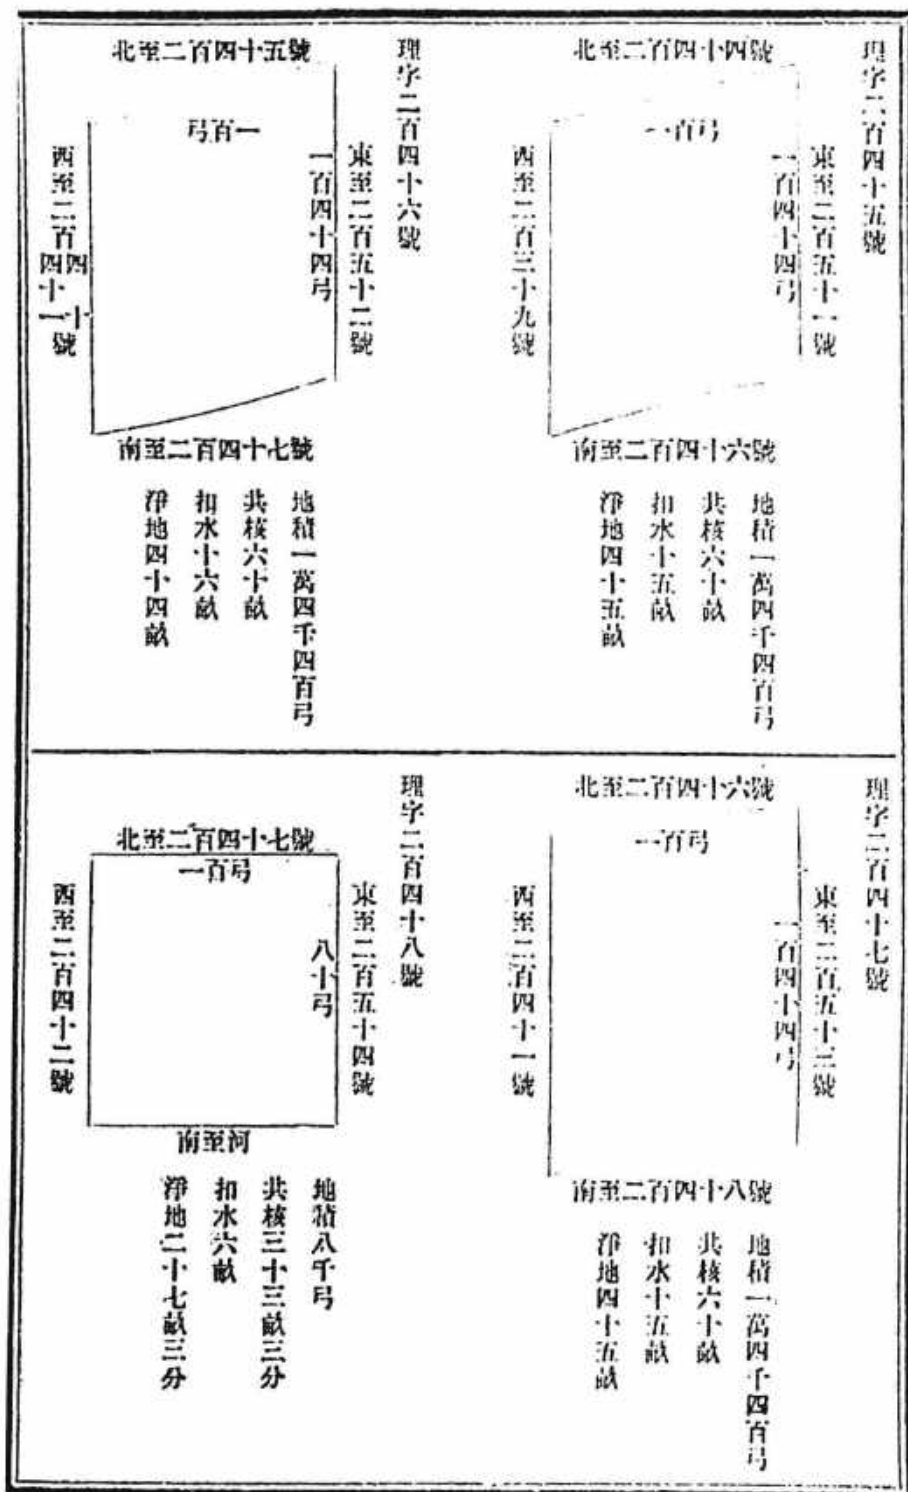 理字二百四十五號
北至二百四十四號
一百弓
一百四十四弓
東至二百五十一號
西至二百三十九號
南至二百四十六號
地積一萬四千四百弓
共核六十畝
扣水十五畝
淨地四十五畝
理字二百四十六號
北至二百四十五號
一百弓
一百四十四弓
東至二百五十二號
西至二百四十四十一號
南至二百四十七號
地積一萬四千四百弓
共核六十畝
扣水十六畝
淨地四十四畝
理字二百四十七號
北至二百四十六號
一百弓
一百四十四弓
東至二百五十三號
西至二百四十一號
南至二百四十八號
地積一萬四千四百弓
共核六十畝
扣水十五畝
淨地四十五畝
理字二百四十八號
北至二百四十七號
一百弓
八十弓
東至二百五十四號
西至二百四十二號
南至河
地積八千弓
共核三十三畝三分
扣水六畝
淨地二十七畝三分